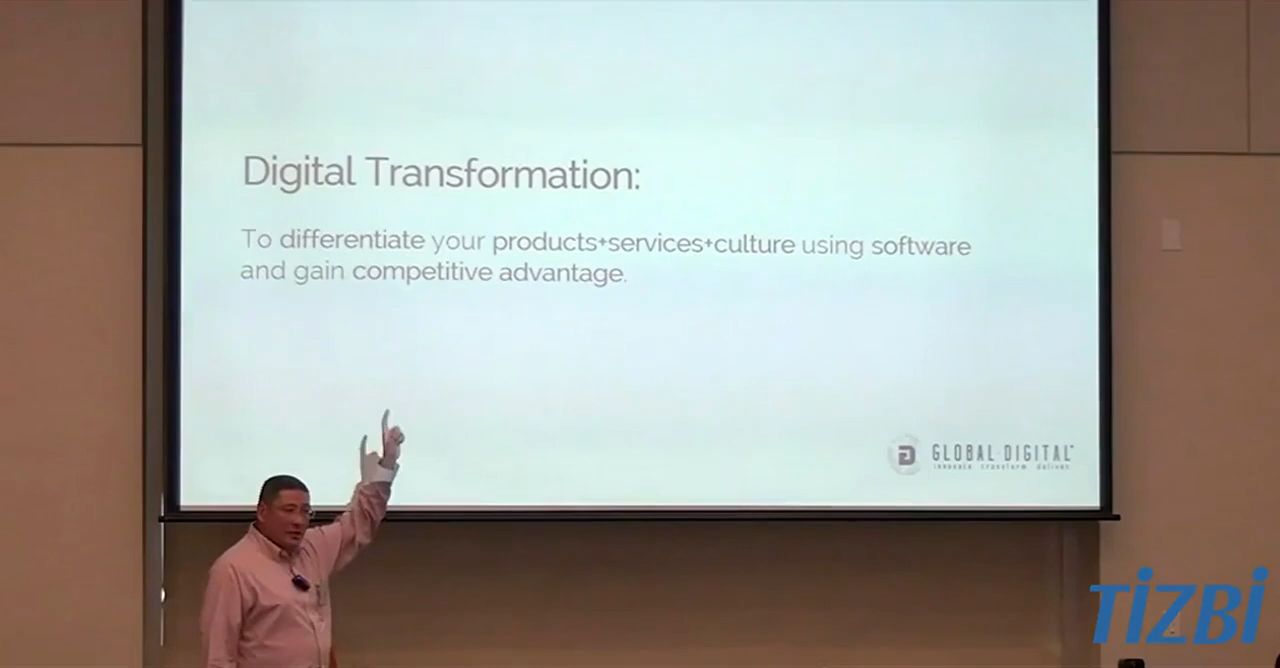 Digital Transformation:
To differentiate your products+services+culture using software
and gain competitive advantage.
GLOBAL DIGITAL™
innovate transform deliver
TiZBi